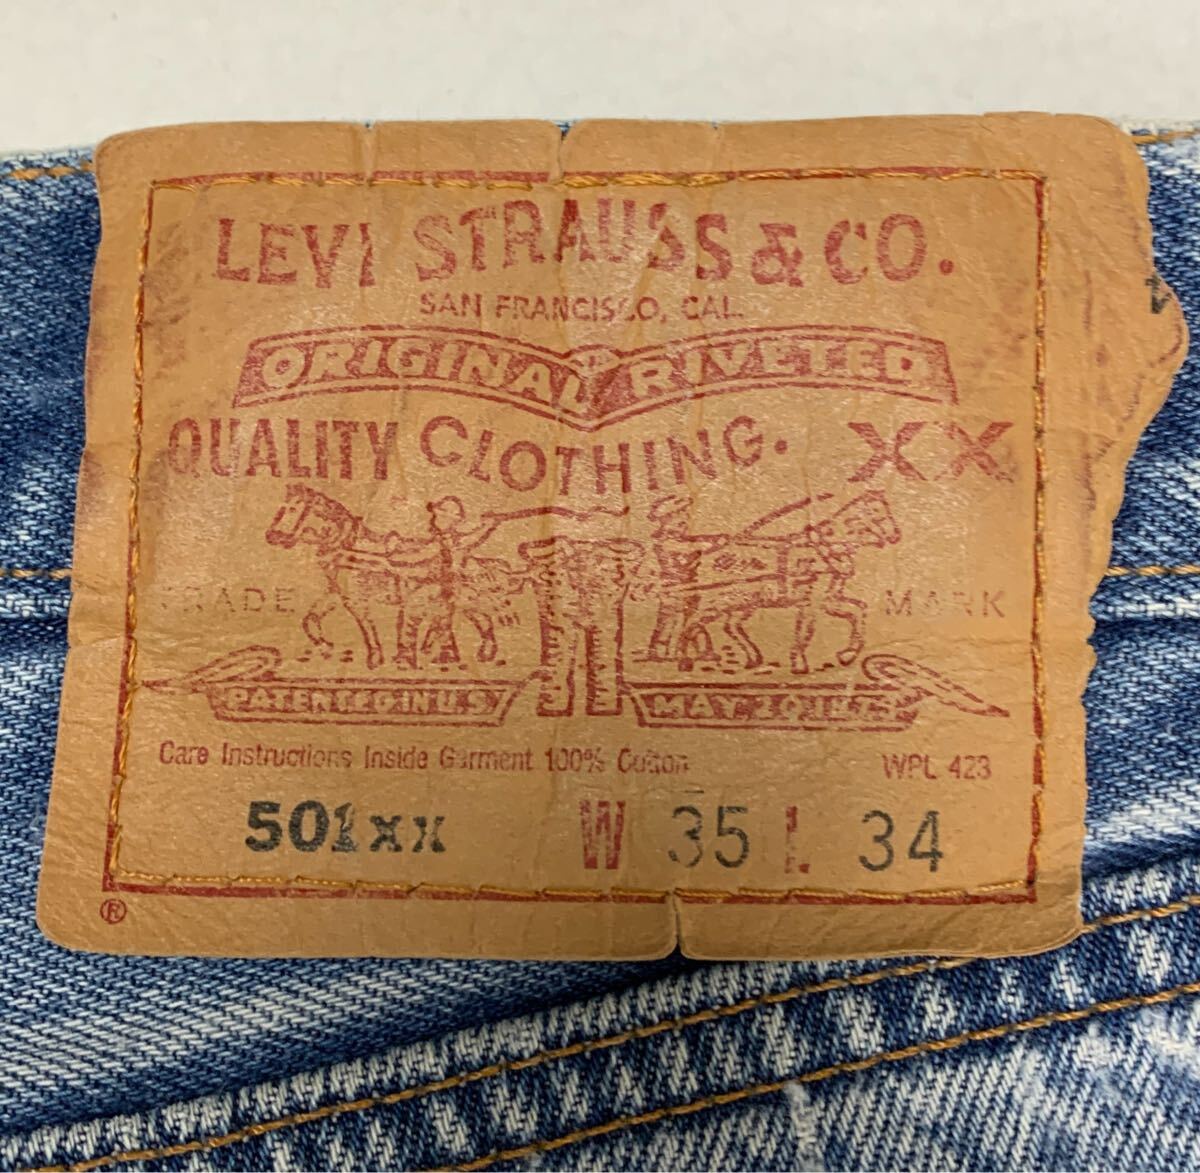 LEVI STRAUSS & CO.
SAN FRANCISCO, CAL.
ORIGINAL RIVETED
QUALITY CLOTHING. XX
TRADE MARK
PATENTED IN U.S. MAY 20 1873
Care Instructions Inside Garment 100% Cotton WPL 423
501XX W 35 L 34
®